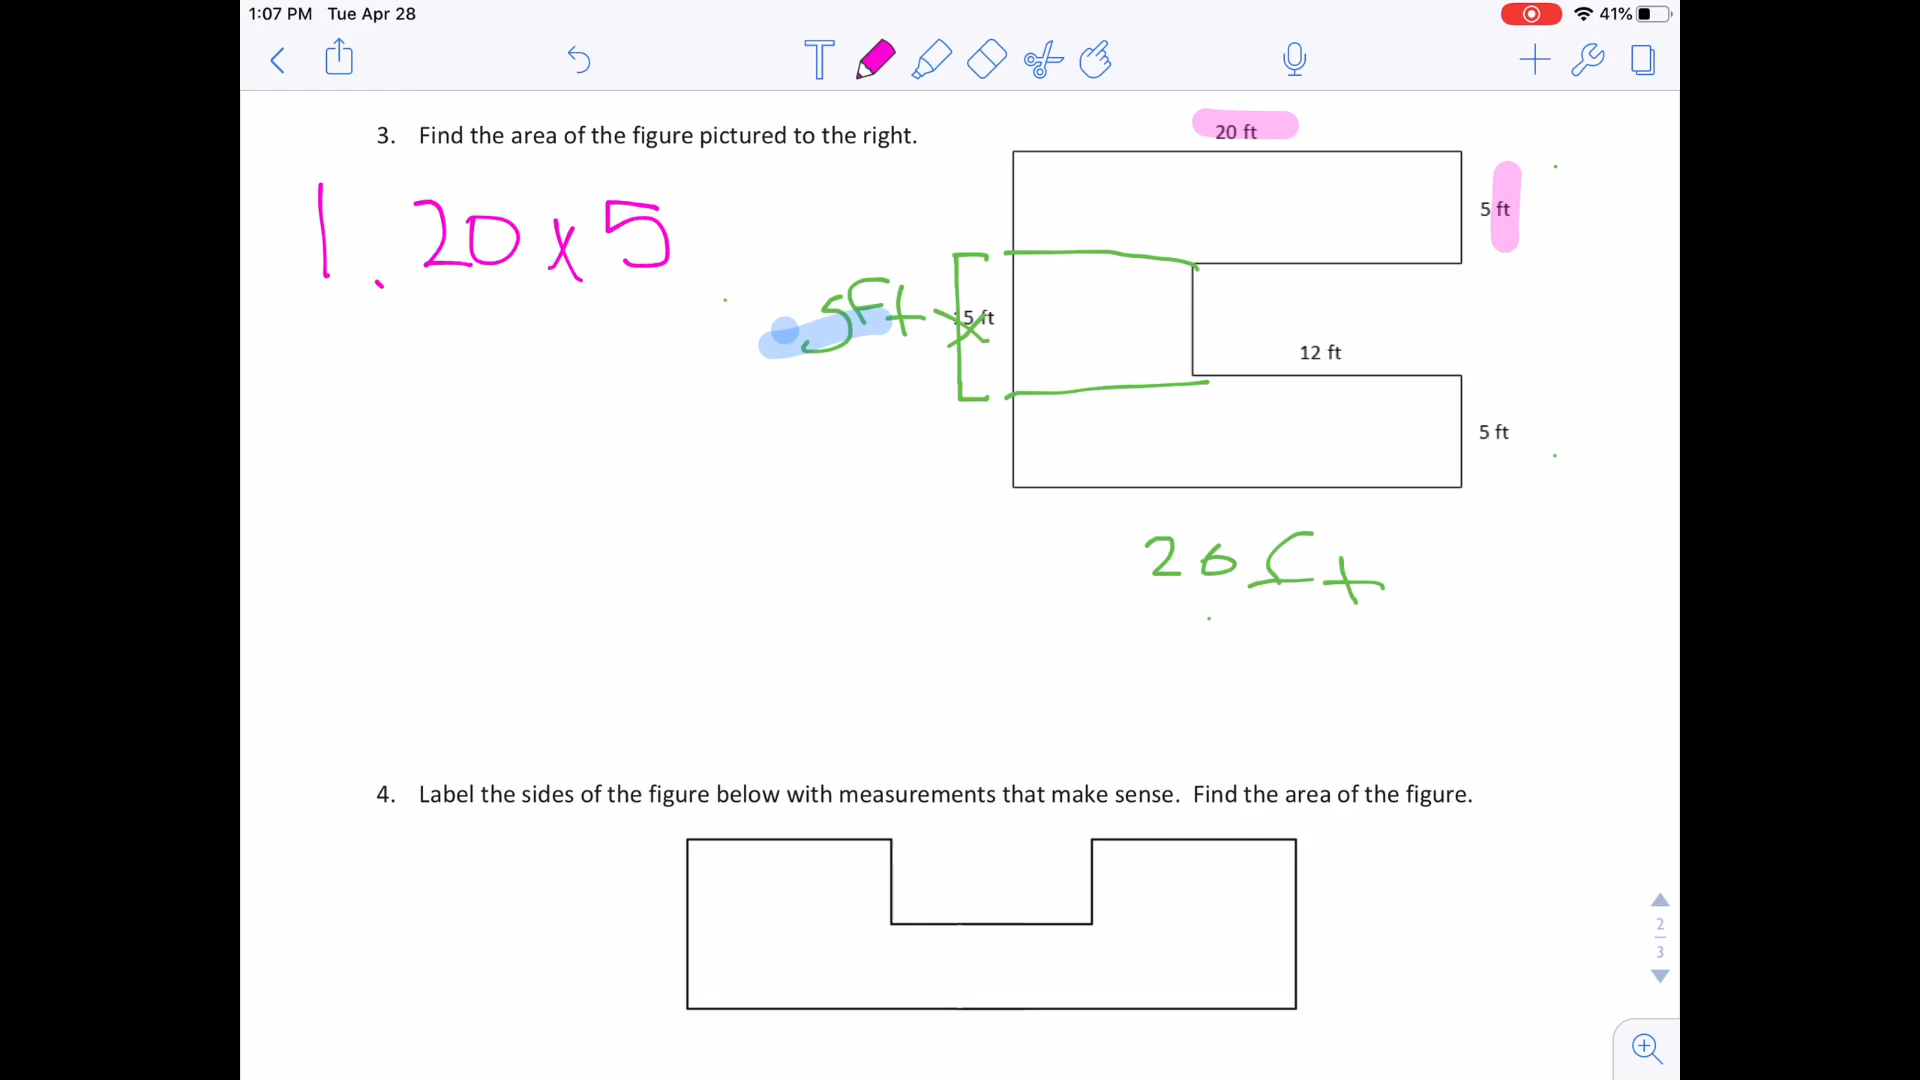 1:07 PM Tue Apr 28
41%
T
3. Find the area of the figure pictured to the right.
20 ft
5 ft
1. 20 x 5
5ft
15 ft
12 ft
5 ft
20 ft
4. Label the sides of the figure below with measurements that make sense. Find the area of the figure.
2
3